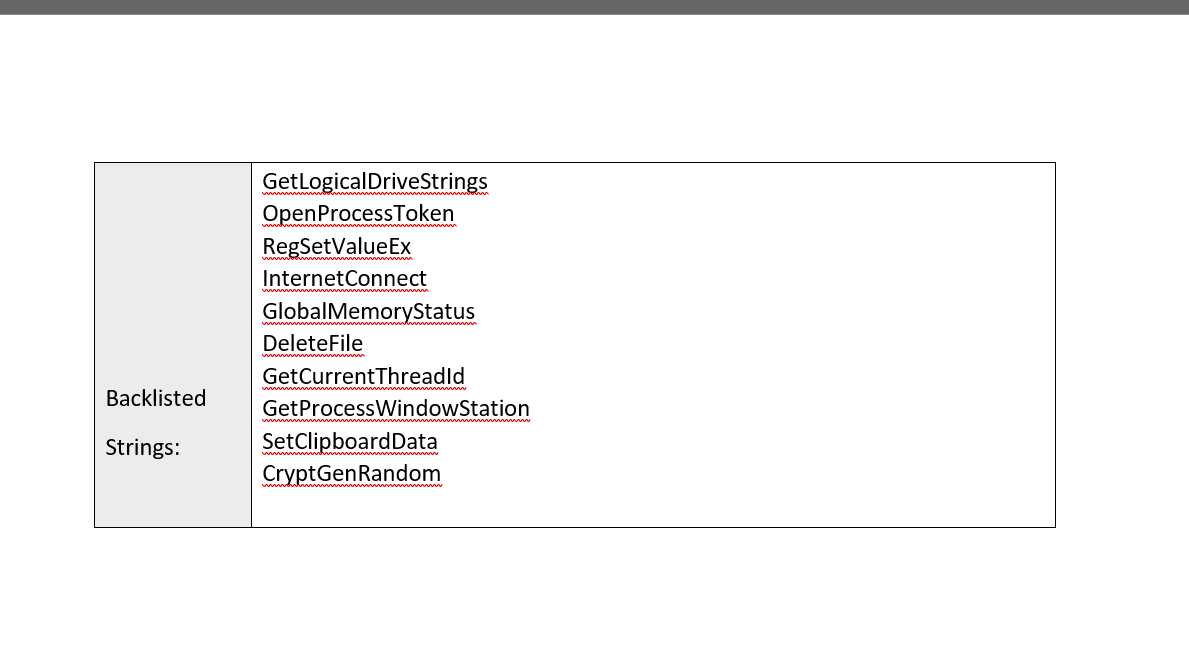 Backlisted
Strings:
GetLogicalDriveStrings
OpenProcessToken
RegSetValueEx
InternetConnect
GlobalMemoryStatus
DeleteFile
GetCurrentThreadId
GetProcessWindowStation
SetClipboardData
CryptGenRandom